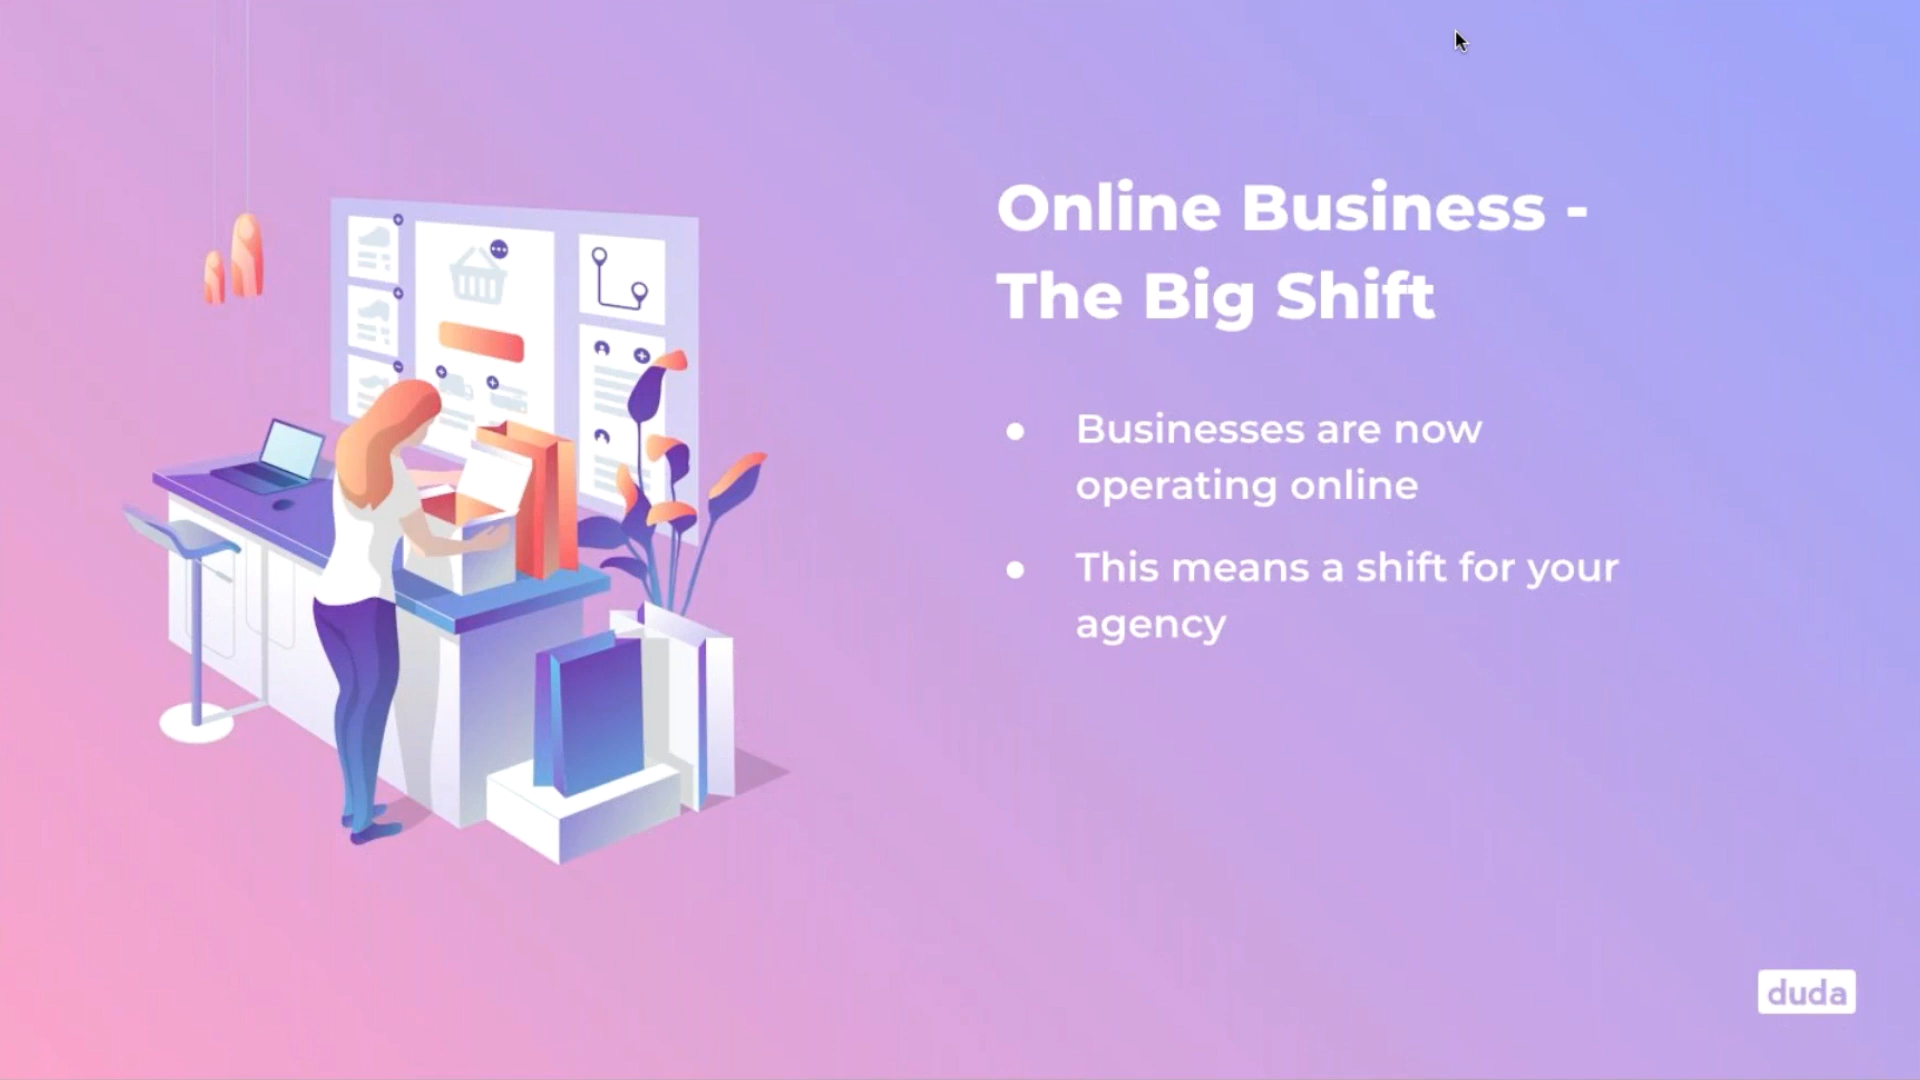 Online Business -
The Big Shift
● Businesses are now
operating online
● This means a shift for your
agency
duda